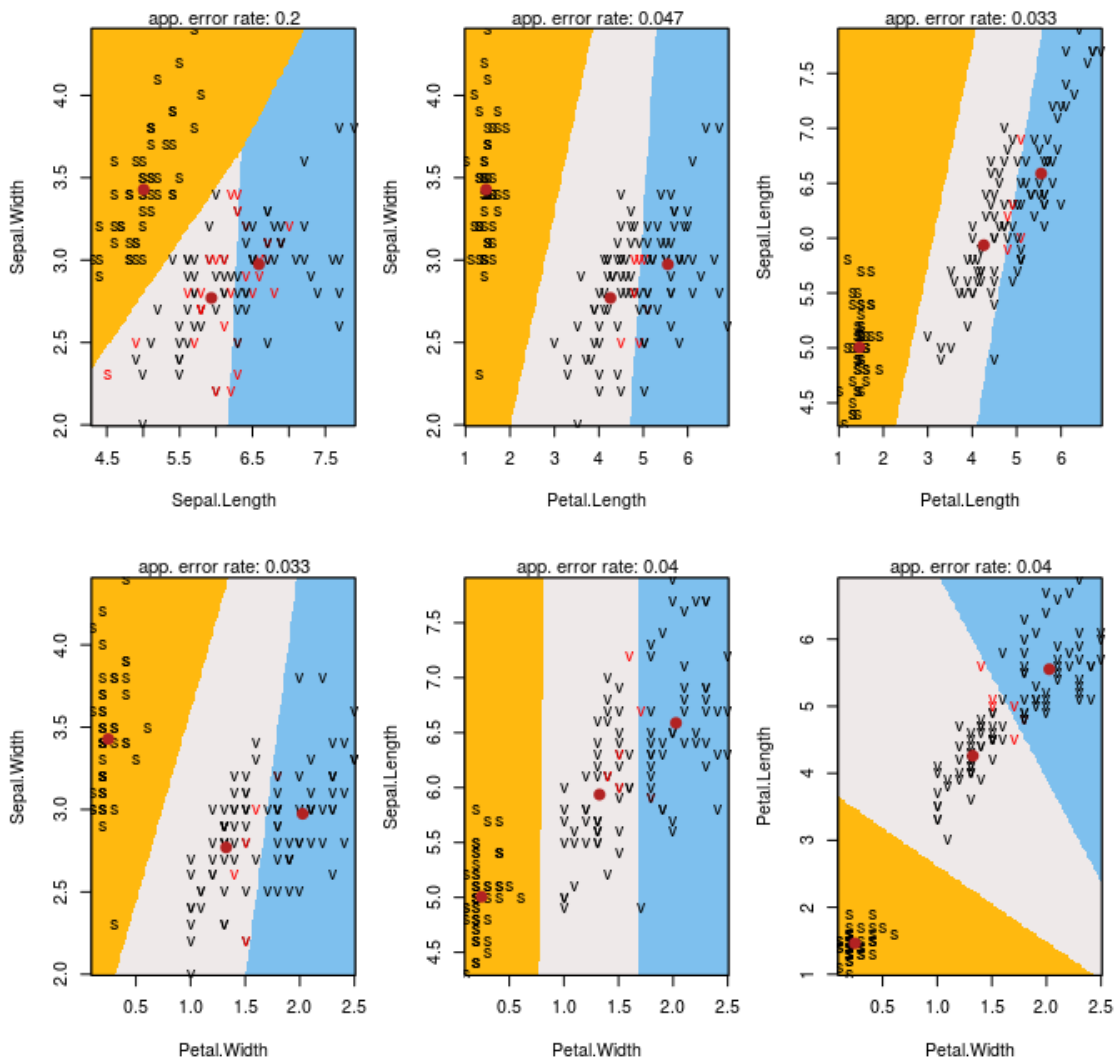 app. error rate: 0.2
Sepal.Width
2.0 2.5 3.0 3.5 4.0
4.5 5.5 6.5 7.5
Sepal.Length
app. error rate: 0.047
Sepal.Width
2.0 2.5 3.0 3.5 4.0
1 2 3 4 5 6
Petal.Length
app. error rate: 0.033
Sepal.Length
4.5 5.0 5.5 6.0 6.5 7.0 7.5
1 2 3 4 5 6
Petal.Length
app. error rate: 0.033
Sepal.Width
2.0 2.5 3.0 3.5 4.0
0.5 1.0 1.5 2.0 2.5
Petal.Width
app. error rate: 0.04
Sepal.Length
4.5 5.0 5.5 6.0 6.5 7.0 7.5
0.5 1.0 1.5 2.0 2.5
Petal.Width
app. error rate: 0.04
Petal.Length
1 2 3 4 5 6
0.5 1.0 1.5 2.0 2.5
Petal.Width